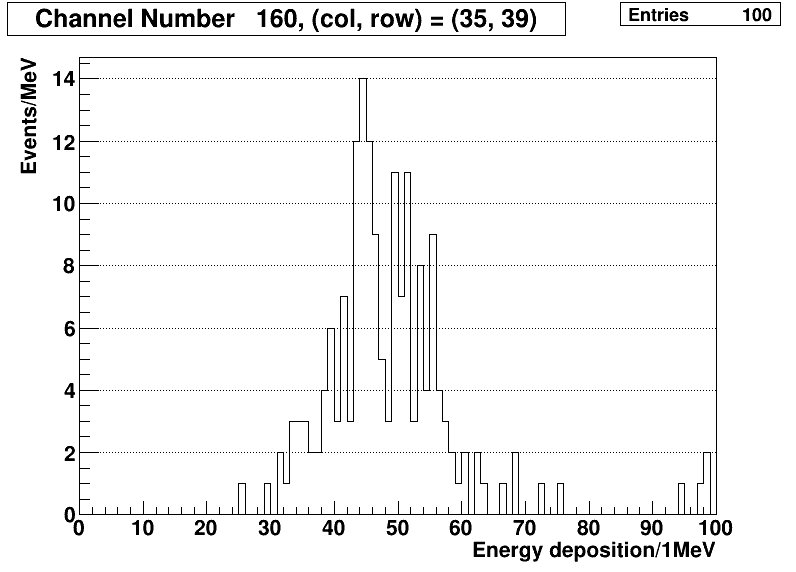 Channel Number 160, (col, row) = (35, 39)
Entries 100
Events/MeV
14
12
10
8
6
4
2
0
0 10 20 30 40 50 60 70 80 90 100
Energy deposition/1MeV